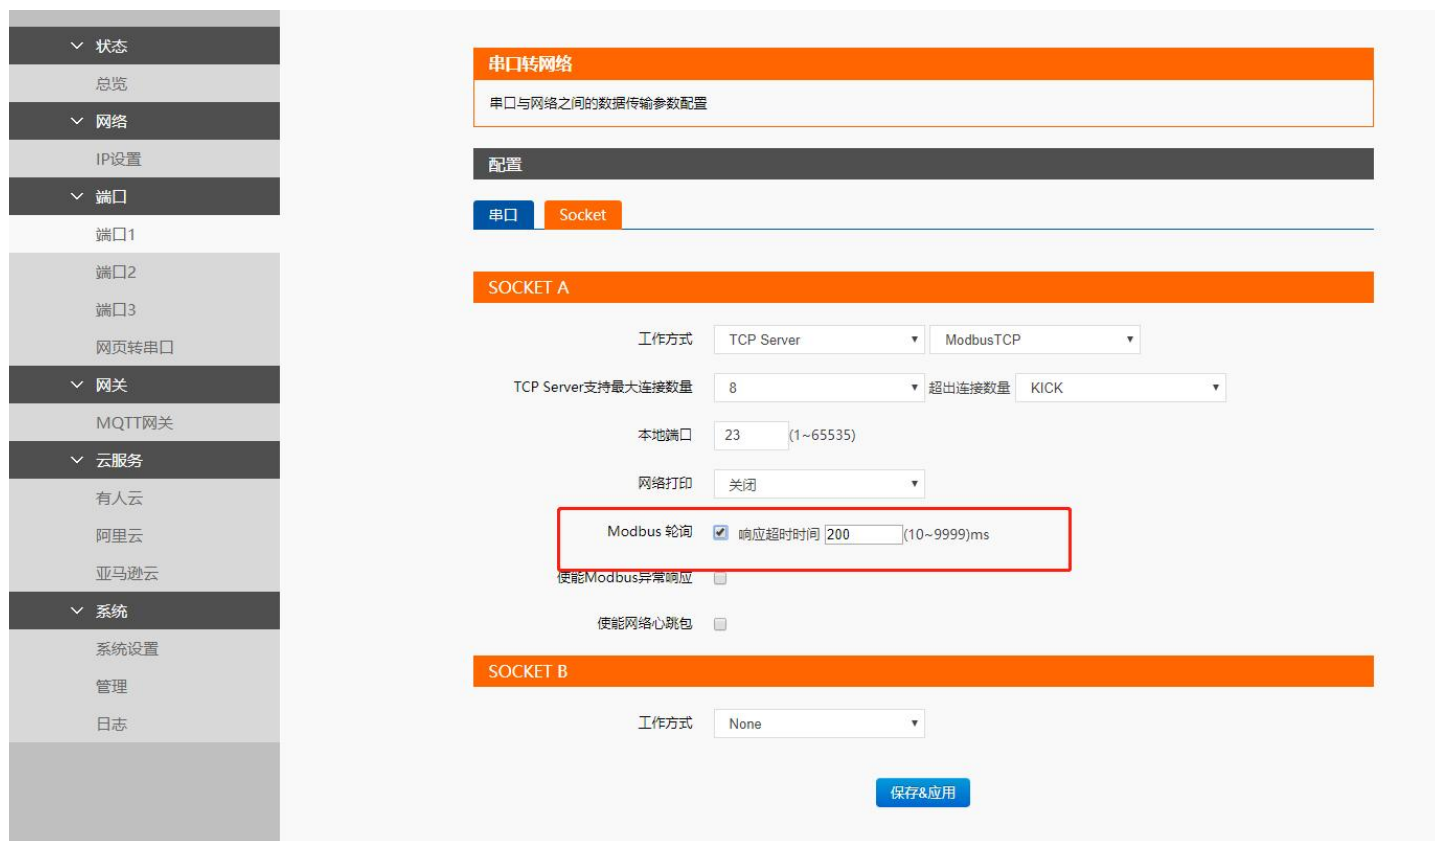 状态
总览
网络
IP设置
端口
端口1
端口2
端口3
网页转串口
网关
MQTT网关
云服务
有人云
阿里云
亚马逊云
系统
系统设置
管理
日志
串口转网络
串口与网络之间的数据传输参数配置
配置
串口 Socket
SOCKET A
工作方式 TCP Server ModbusTCP
TCP Server支持最大连接数量 8 超出连接数量 KICK
本地端口 23 (1~65535)
网络打印 关闭
Modbus 轮询 响应超时时间 200 (10~9999)ms
使能Modbus异常响应
使能网络心跳包
SOCKET B
工作方式 None
保存&应用